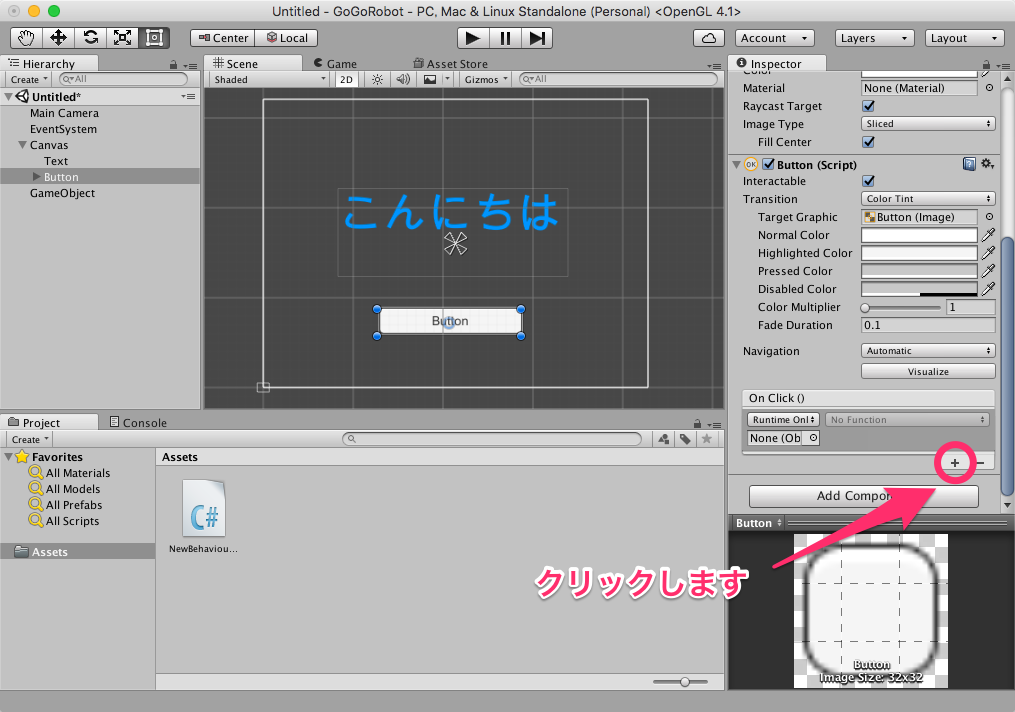 Untitled - GoGoRobot - PC, Mac & Linux Standalone (Personal) <OpenGL 4.1>
Center Local Account Layers Layout
Hierarchy
Create All
Untitled*
Main Camera
EventSystem
Canvas
Text
Button
GameObject
Scene Game Asset Store
Shaded 2D Gizmos All
こんにちは
Button
Inspector
Color
Material None (Material)
Raycast Target
Image Type Sliced
Fill Center
OK Button (Script)
Interactable
Transition Color Tint
Target Graphic Button (Image)
Normal Color
Highlighted Color
Pressed Color
Disabled Color
Color Multiplier 1
Fade Duration 0.1
Navigation Automatic
Visualize
On Click ()
Runtime Onl No Function
None (Ob
+ −
Add Compon
Button
Button
Image Size: 32x32
Project Console
Create
Favorites
All Materials
All Models
All Prefabs
All Scripts
Assets
Assets
C#
NewBehaviou...
クリックします